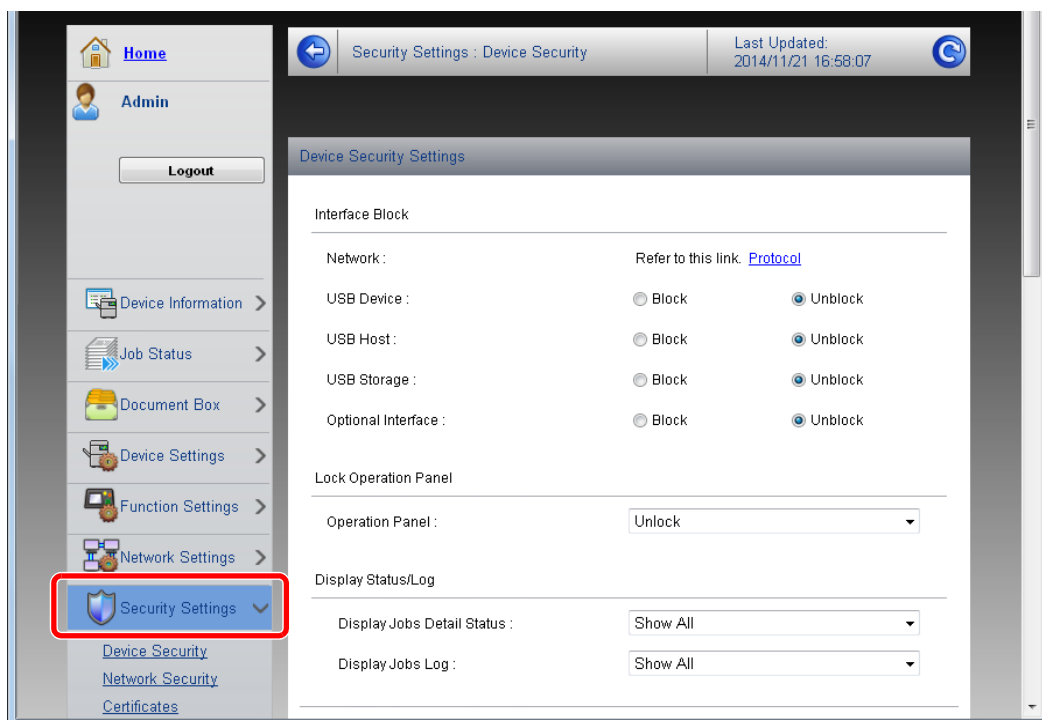 Home
Admin
Logout
Device Information
Job Status
Document Box
Device Settings
Function Settings
Network Settings
Security Settings
Device Security
Network Security
Certificates
Security Settings : Device Security
Last Updated:
2014/11/21 16:58:07
Device Security Settings
Interface Block
Network : Refer to this link. Protocol
USB Device : Block Unblock
USB Host : Block Unblock
USB Storage : Block Unblock
Optional Interface : Block Unblock
Lock Operation Panel
Operation Panel : Unlock
Display Status/Log
Display Jobs Detail Status : Show All
Display Jobs Log : Show All